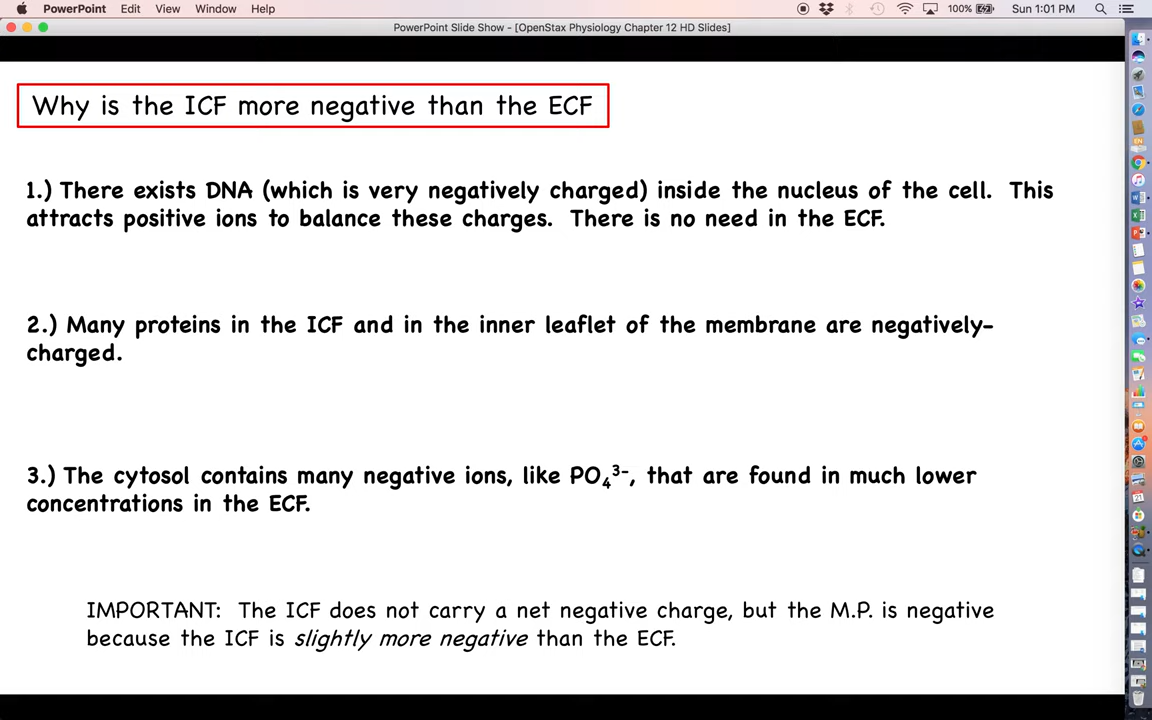 PowerPoint Edit View Window Help 100% Sun 1:01 PM
PowerPoint Slide Show - [OpenStax Physiology Chapter 12 HD Slides]
Why is the ICF more negative than the ECF
1.) There exists DNA (which is very negatively charged) inside the nucleus of the cell. This
attracts positive ions to balance these charges. There is no need in the ECF.
2.) Many proteins in the ICF and in the inner leaflet of the membrane are negatively-
charged.
3.) The cytosol contains many negative ions, like PO₄³⁻, that are found in much lower
concentrations in the ECF.
IMPORTANT: The ICF does not carry a net negative charge, but the M.P. is negative
because the ICF is slightly more negative than the ECF.